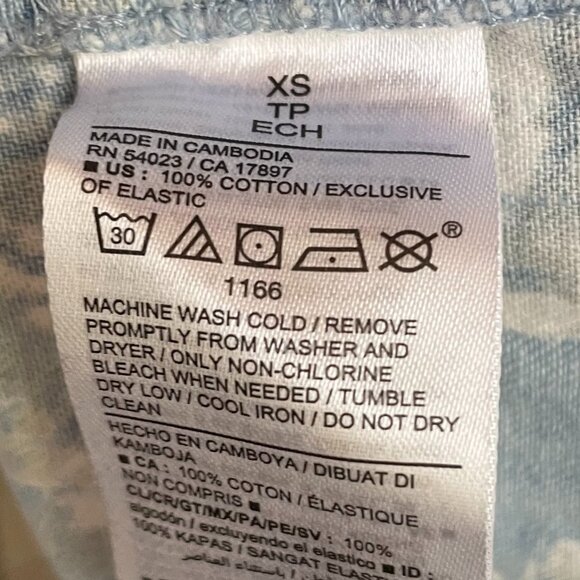 XS
TP
ECH
MADE IN CAMBODIA
RN 54023 / CA 17897
■ US : 100% COTTON / EXCLUSIVE
OF ELASTIC
30
®
1166
MACHINE WASH COLD / REMOVE
PROMPTLY FROM WASHER AND
DRYER / ONLY NON-CHLORINE
BLEACH WHEN NEEDED / TUMBLE
DRY LOW / COOL IRON / DO NOT DRY
CLEAN
HECHO EN CAMBOYA / DIBUAT DI
KAMBOJA
■ CA : 100% COTON / ÉLASTIQUE
NON COMPRIS ■
CL/CR/GT/MX/PA/PE/SV : 100%
algodón / excluyendo el elastico ■ ID :
100% KAPAS / SANGAT ELAST
باستثناء العناصر